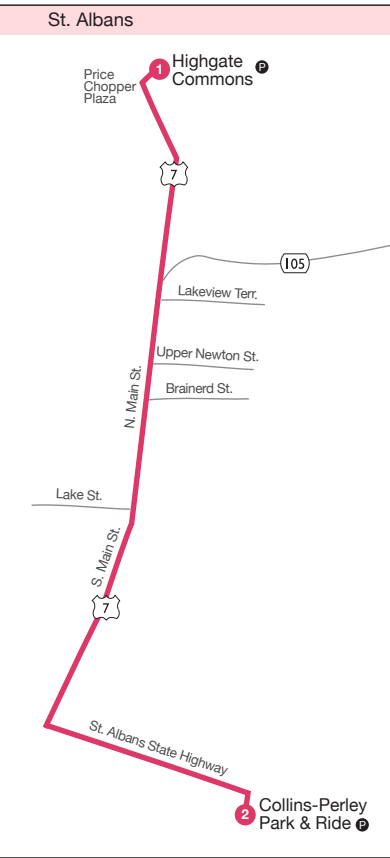 St. Albans
1 Highgate
Commons P
Price
Chopper
Plaza
7
105
Lakeview Terr.
Upper Newton St.
N. Main St.
Brainerd St.
Lake St.
S. Main St.
7
St. Albans State Highway
2 Collins-Perley
Park & Ride P